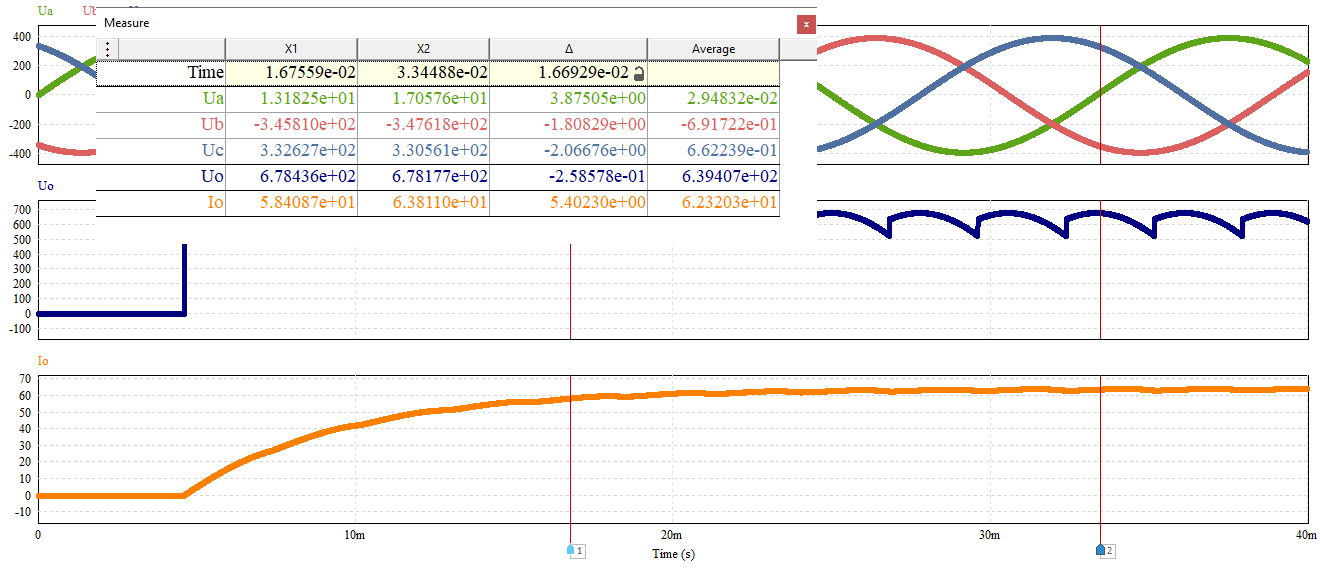 Ua Ub
Measure
x
X1 X2 Δ Average
Time 1.67559e-02 3.34488e-02 1.66929e-02
Ua 1.31825e+01 1.70576e+01 3.87505e+00 2.94832e-02
Ub -3.45810e+02 -3.47618e+02 -1.80829e+00 -6.91722e-01
Uc 3.32627e+02 3.30561e+02 -2.06676e+00 6.62239e-01
Uo 6.78436e+02 6.78177e+02 -2.58578e-01 6.39407e+02
Io 5.84087e+01 6.38110e+01 5.40230e+00 6.23203e+01
400
200
0
-200
-400
Uo
700
600
500
400
300
200
100
0
-100
Io
70
60
50
40
30
20
10
0
-10
0 10m 20m 30m 40m
1 2
Time (s)